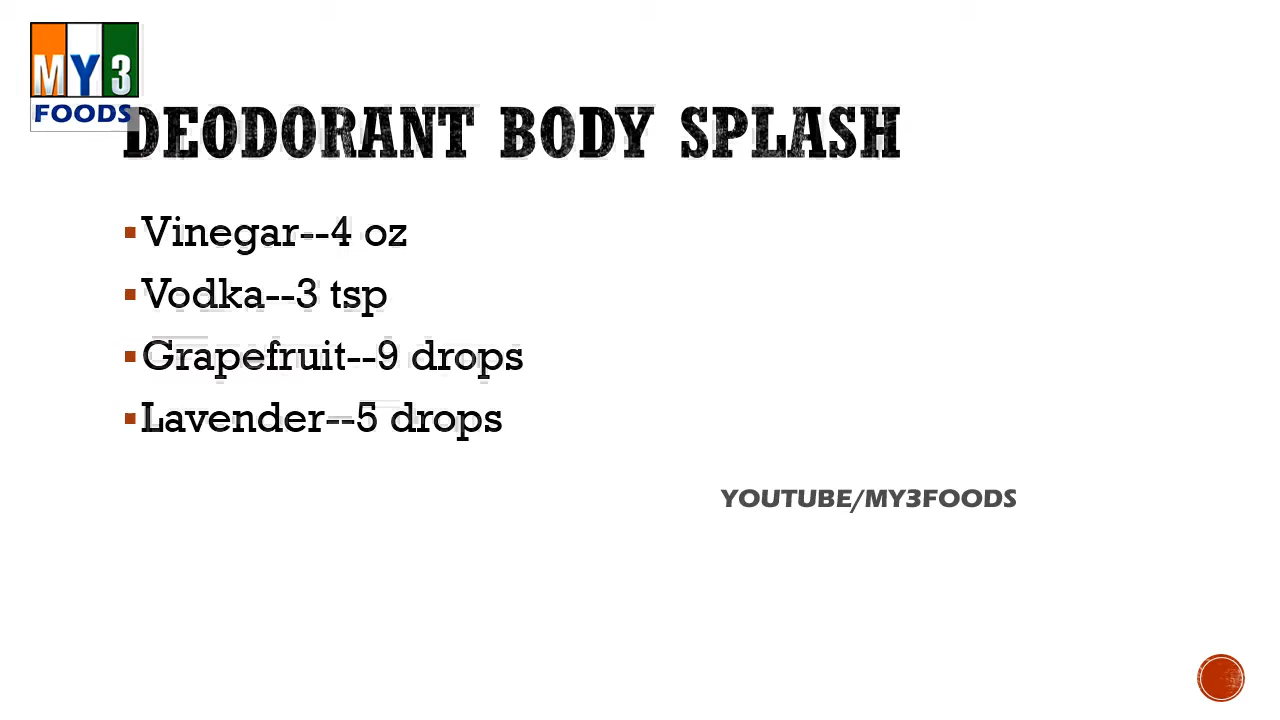 MY3
FOODS
DEODORANT BODY SPLASH
Vinegar--4 oz
Vodka--3 tsp
Grapefruit--9 drops
Lavender--5 drops
YOUTUBE/MY3FOODS